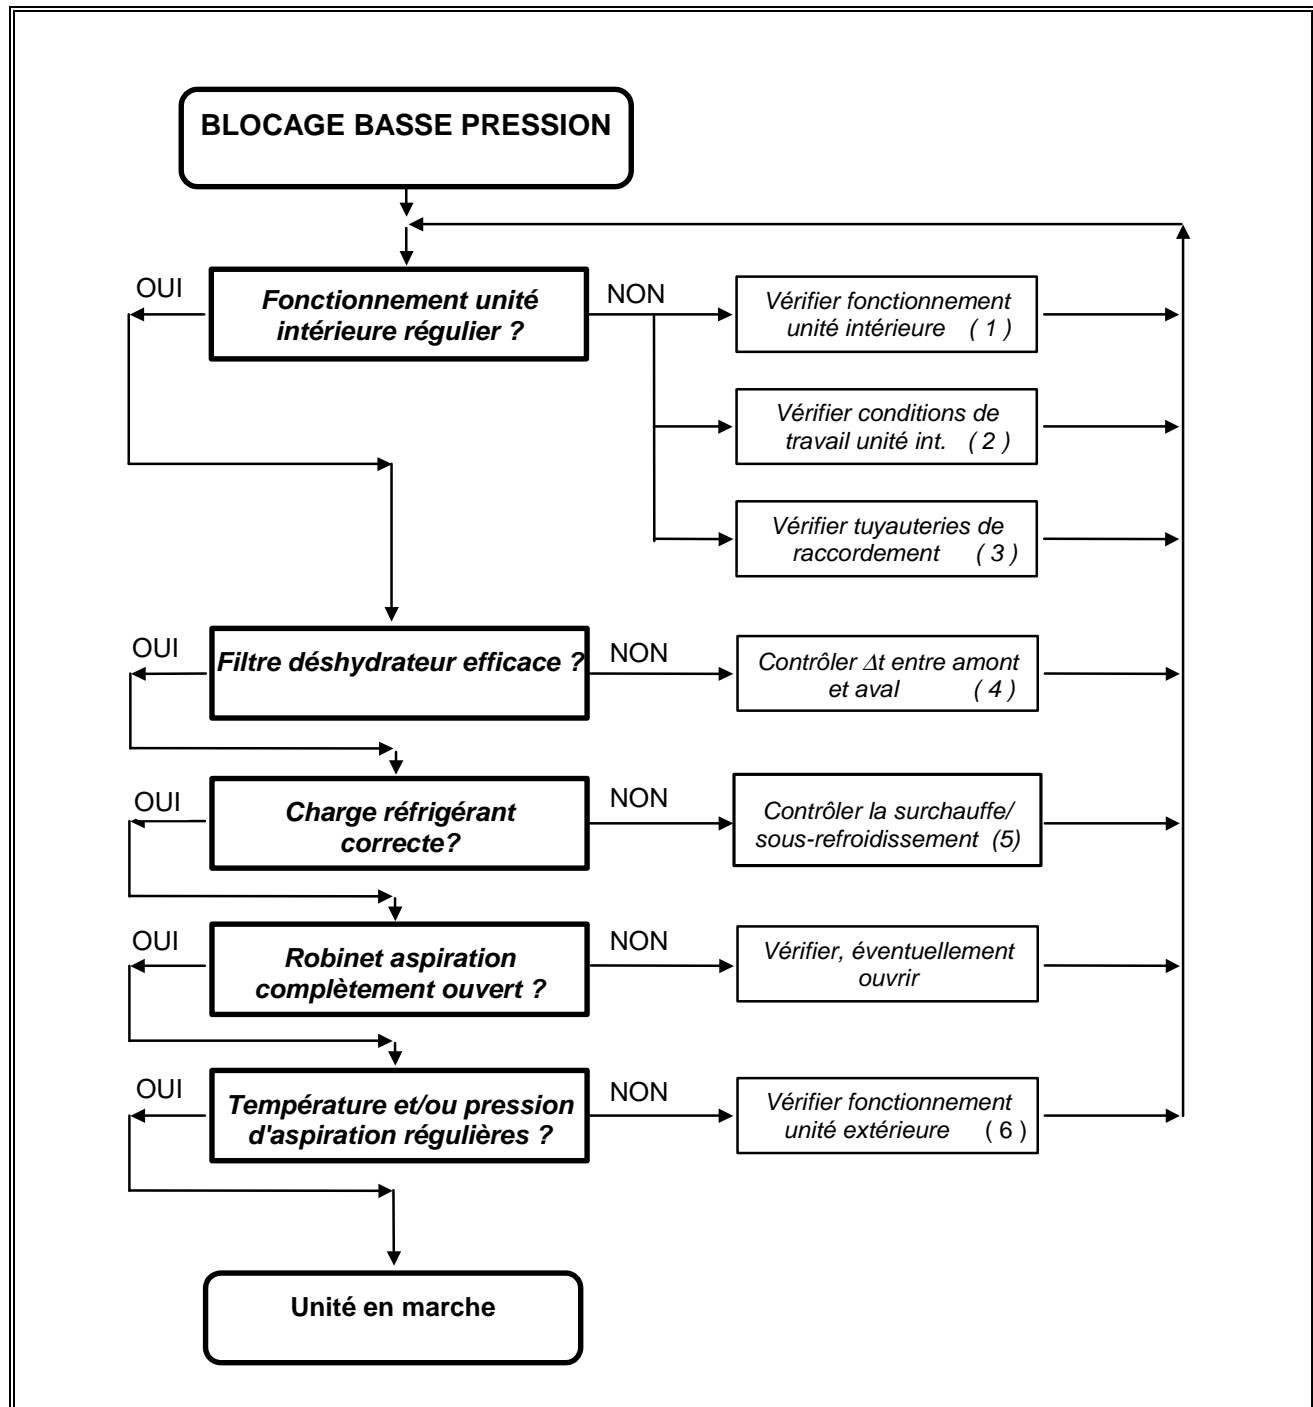 BLOCAGE BASSE PRESSION
OUI
Fonctionnement unité
intérieure régulier ?
NON
Vérifier fonctionnement
unité intérieure ( 1 )
Vérifier conditions de
travail unité int. ( 2 )
Vérifier tuyauteries de
raccordement ( 3 )
OUI
Filtre déshydrateur efficace ?
NON
Contrôler Δt entre amont
et aval ( 4 )
OUI
Charge réfrigérant
correcte?
NON
Contrôler la surchauffe/
sous-refroidissement (5)
OUI
Robinet aspiration
complètement ouvert ?
NON
Vérifier, éventuellement
ouvrir
OUI
Température et/ou pression
d'aspiration régulières ?
NON
Vérifier fonctionnement
unité extérieure ( 6 )
Unité en marche